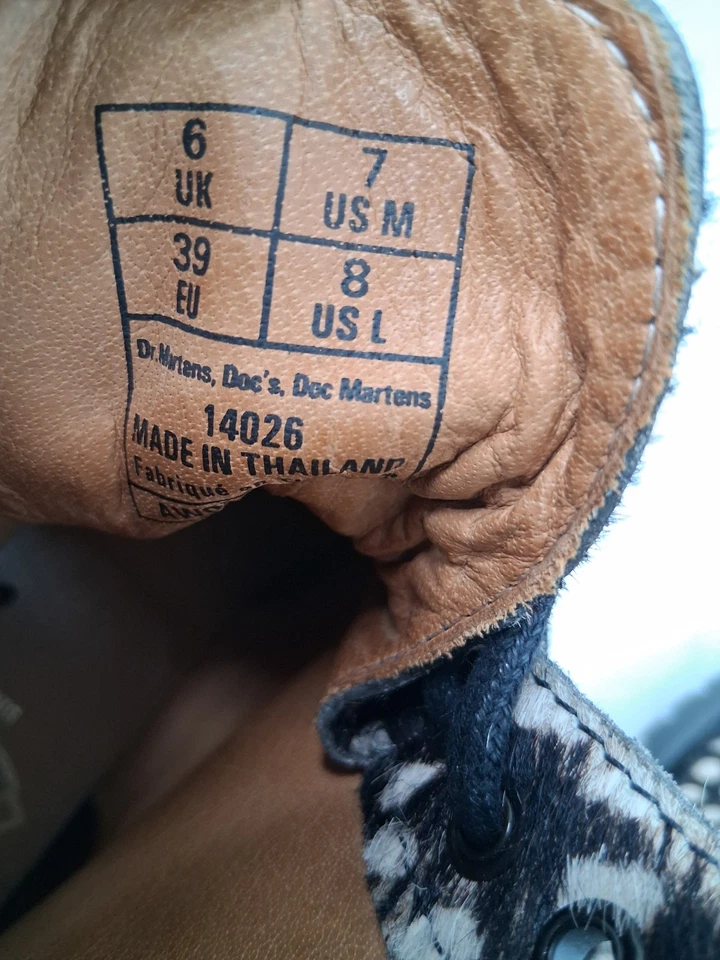 6
UK
7
US M
39
EU
8
US L
Dr.Martens, Doc's, Doc Martens
14026
MADE IN THAILAND
Fabriqué